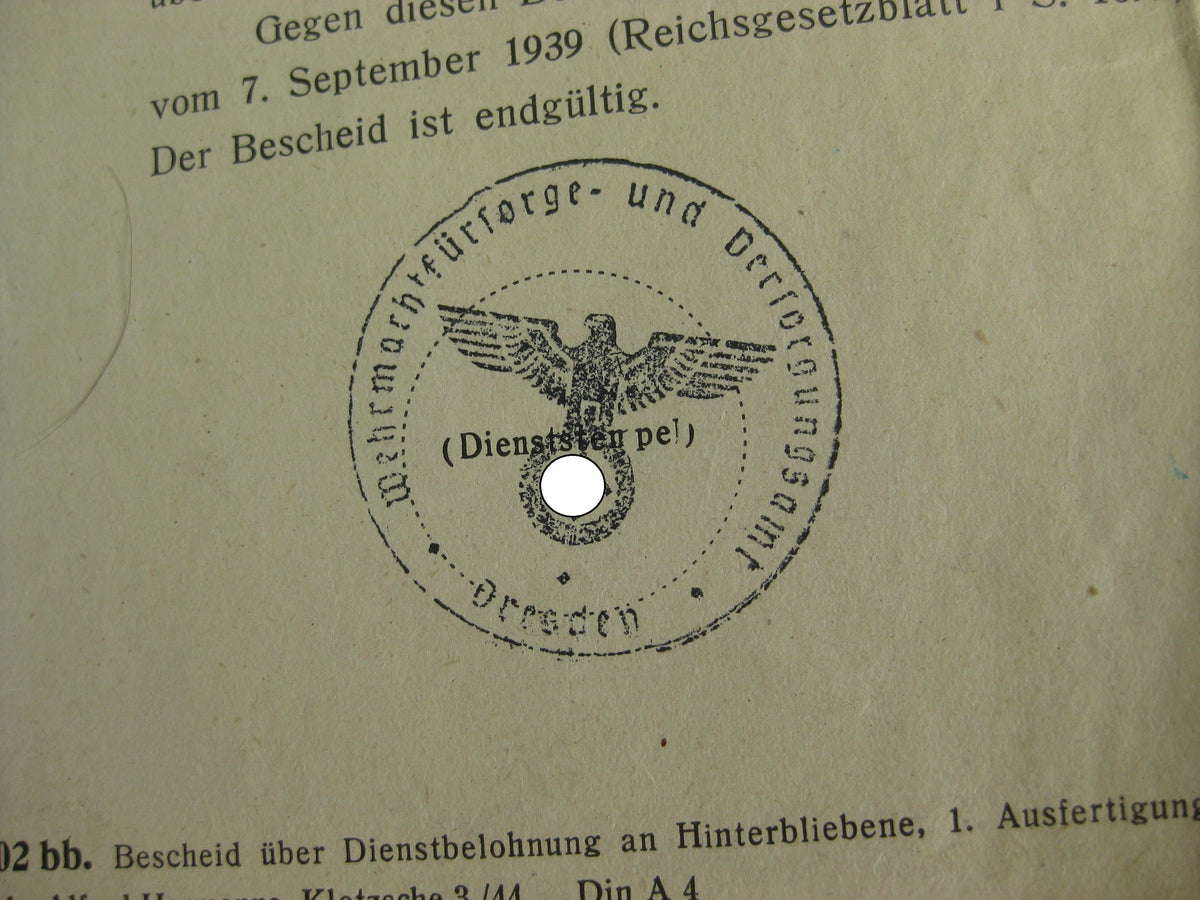 Gegen diesen
vom 7. September 1939 (Reichsgesetzblatt I S.
Der Bescheid ist endgültig.
Wehrmachtfürsorge- und Versorgungsamt
(Dienststempel)
Dresden
02 bb. Bescheid über Dienstbelohnung an Hinterbliebene, 1. Ausfertigung
Klotzsche 3/44 Din A 4